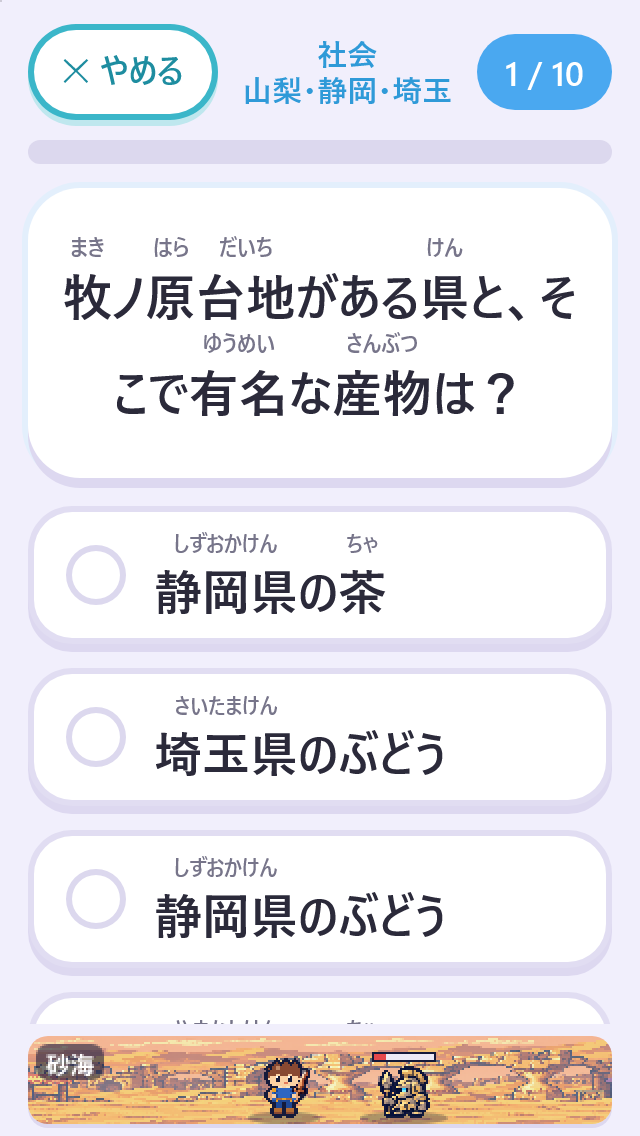 × やめる
社会
山梨・静岡・埼玉
1 / 10
まき はら だいち けん
牧ノ原台地がある県と、そ
ゆうめい さんぶつ
こで有名な産物は？
しずおかけん ちゃ
静岡県の茶
さいたまけん
埼玉県のぶどう
しずおかけん
静岡県のぶどう
砂海